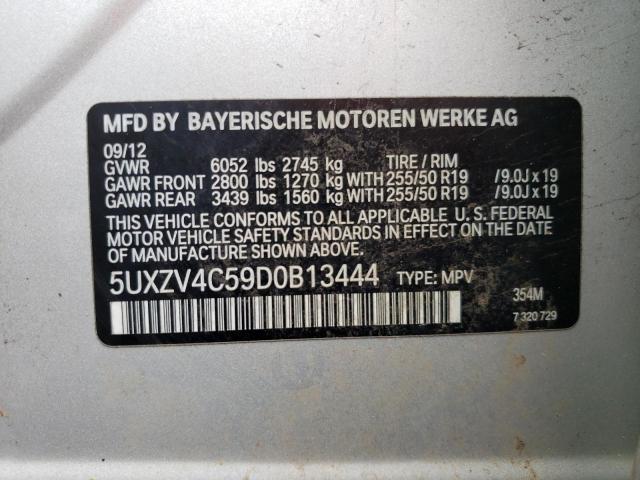 MFD BY BAYERISCHE MOTOREN WERKE AG
09/12
GVWR 6052 lbs 2745 kg TIRE / RIM
GAWR FRONT 2800 lbs 1270 kg WITH 255/50 R19 /9.0J x 19
GAWR REAR 3439 lbs 1560 kg WITH 255/50 R19 /9.0J x 19
THIS VEHICLE CONFORMS TO ALL APPLICABLE U. S. FEDERAL
MOTOR VEHICLE SAFETY STANDARDS IN EFFECT ON THE DATE
OF MANUFACTURE SHOWN ABOVE.
5UXZV4C59D0B13444 TYPE: MPV
354M
7 320 729